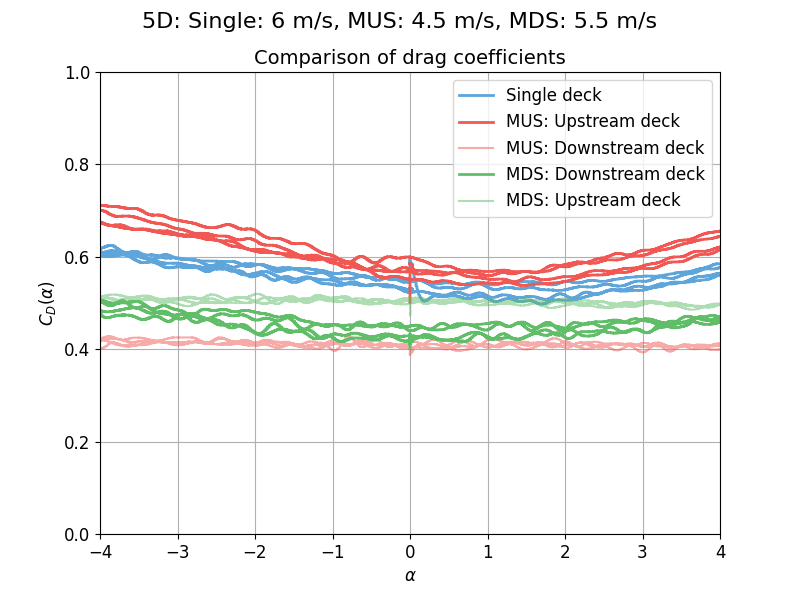 5D: Single: 6 m/s, MUS: 4.5 m/s, MDS: 5.5 m/s
Comparison of drag coefficients
Single deck
MUS: Upstream deck
MUS: Downstream deck
MDS: Downstream deck
MDS: Upstream deck
1.0
0.8
0.6
0.4
0.2
0.0
C_D(α)
−4 −3 −2 −1 0 1 2 3 4
α